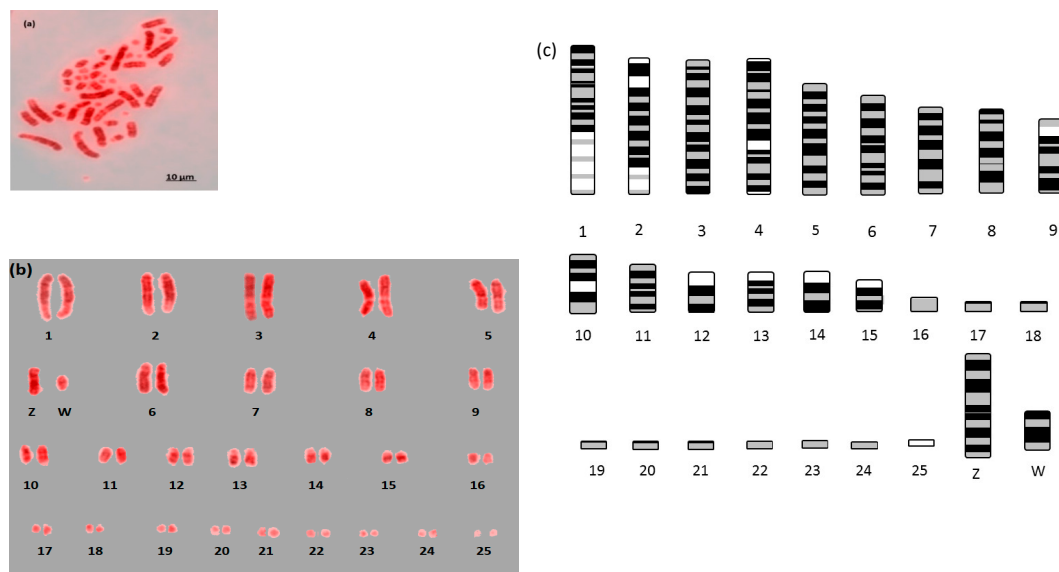 (a)
10 µm
(b)
1 2 3 4 5
Z W 6 7 8 9
10 11 12 13 14 15 16
17 18 19 20 21 22 23 24 25
(c)
1 2 3 4 5 6 7 8 9
10 11 12 13 14 15 16 17 18
19 20 21 22 23 24 25 Z W